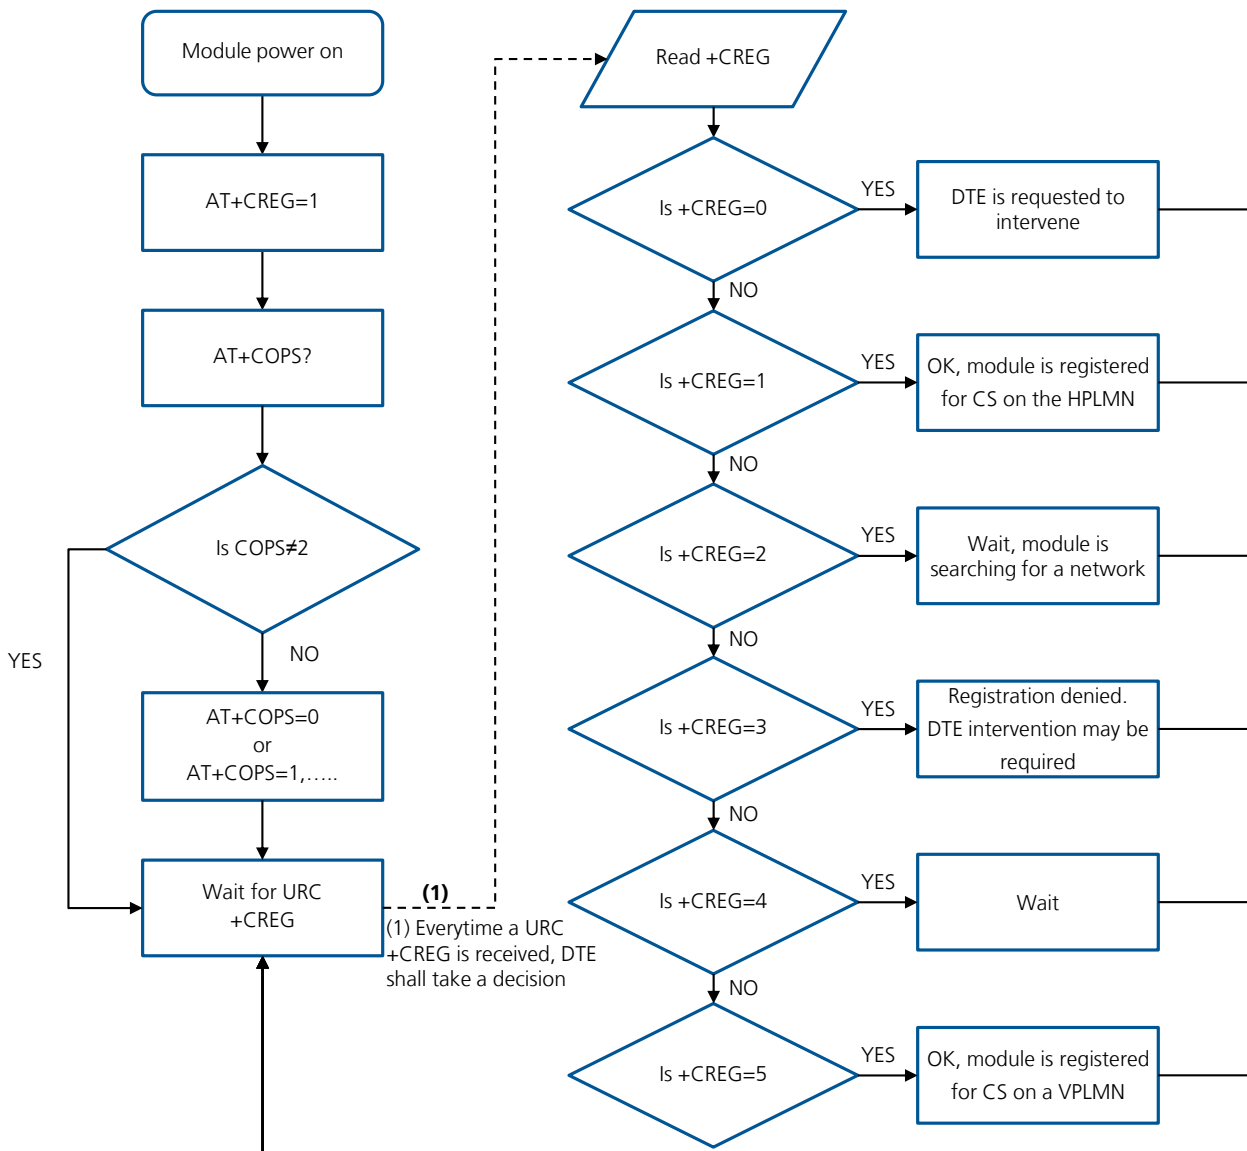 Module power on
AT+CREG=1
AT+COPS?
Is COPS≠2
YES
NO
AT+COPS=0
or
AT+COPS=1,.....
Wait for URC
+CREG
(1)
(1) Everytime a URC
+CREG is received, DTE
shall take a decision
Read +CREG
Is +CREG=0
YES
DTE is requested to
intervene
NO
Is +CREG=1
YES
OK, module is registered
for CS on the HPLMN
NO
Is +CREG=2
YES
Wait, module is
searching for a network
NO
Is +CREG=3
YES
Registration denied.
DTE intervention may be
required
NO
Is +CREG=4
YES
Wait
NO
Is +CREG=5
YES
OK, module is registered
for CS on a VPLMN